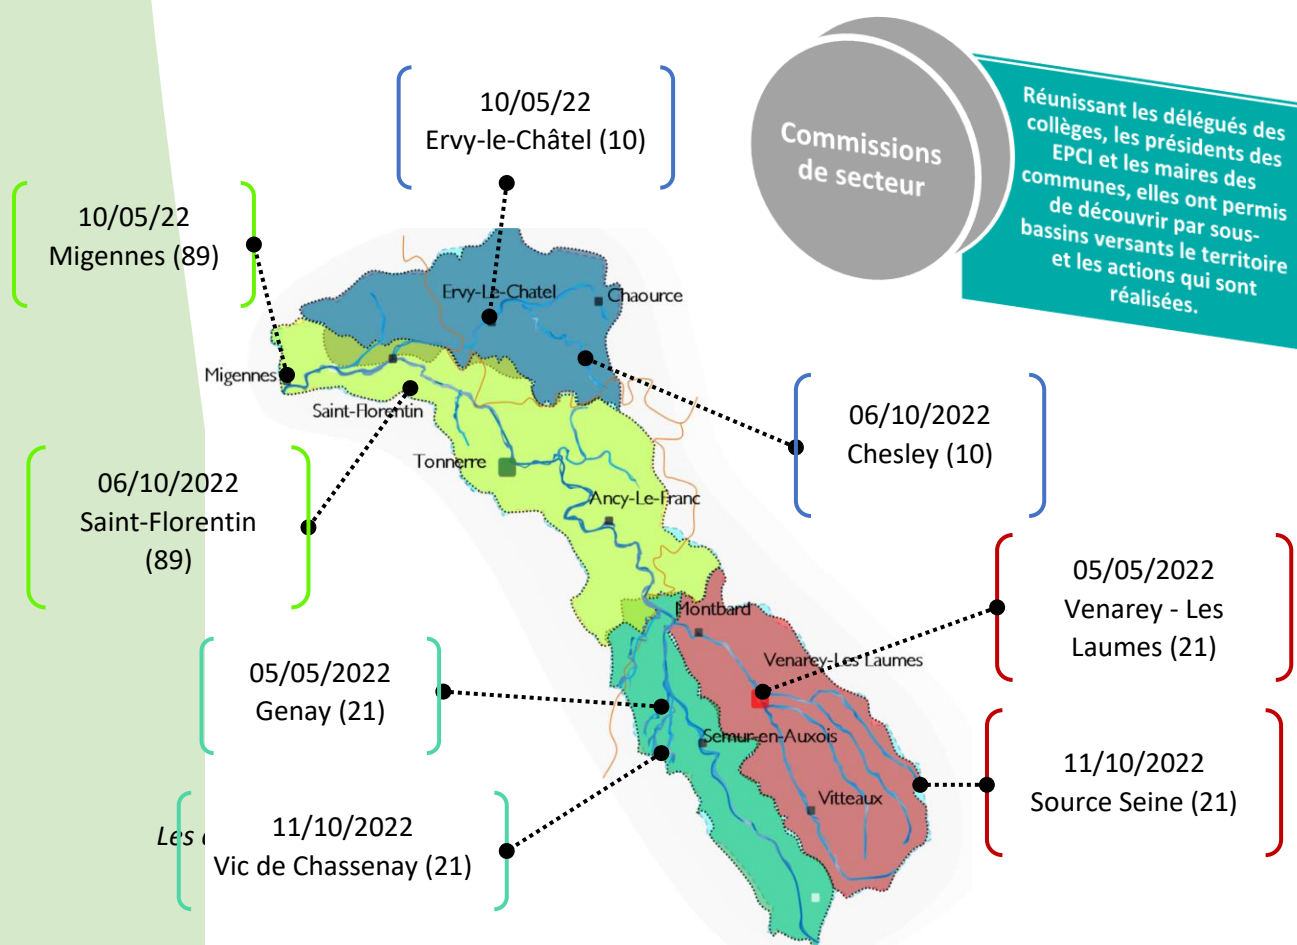 10/05/22
Ervy-le-Châtel (10)
Commissions
de secteur
Réunissant les délégués des
collèges, les présidents des
EPCI et les maires des
communes, elles ont permis
de découvrir par sous-
bassins versants le territoire
et les actions qui sont
réalisées.
10/05/22
Migennes (89)
Ervy-Le-Chatel
Chaource
Migennes
Saint-Florentin
06/10/2022
Chesley (10)
Tonnerre
06/10/2022
Saint-Florentin
(89)
Ancy-Le-Franc
05/05/2022
Venarey - Les
Laumes (21)
Montbard
Venarey-Les Laumes
05/05/2022
Genay (21)
Semur-en-Auxois
11/10/2022
Source Seine (21)
Vitteaux
11/10/2022
Vic de Chassenay (21)
Les